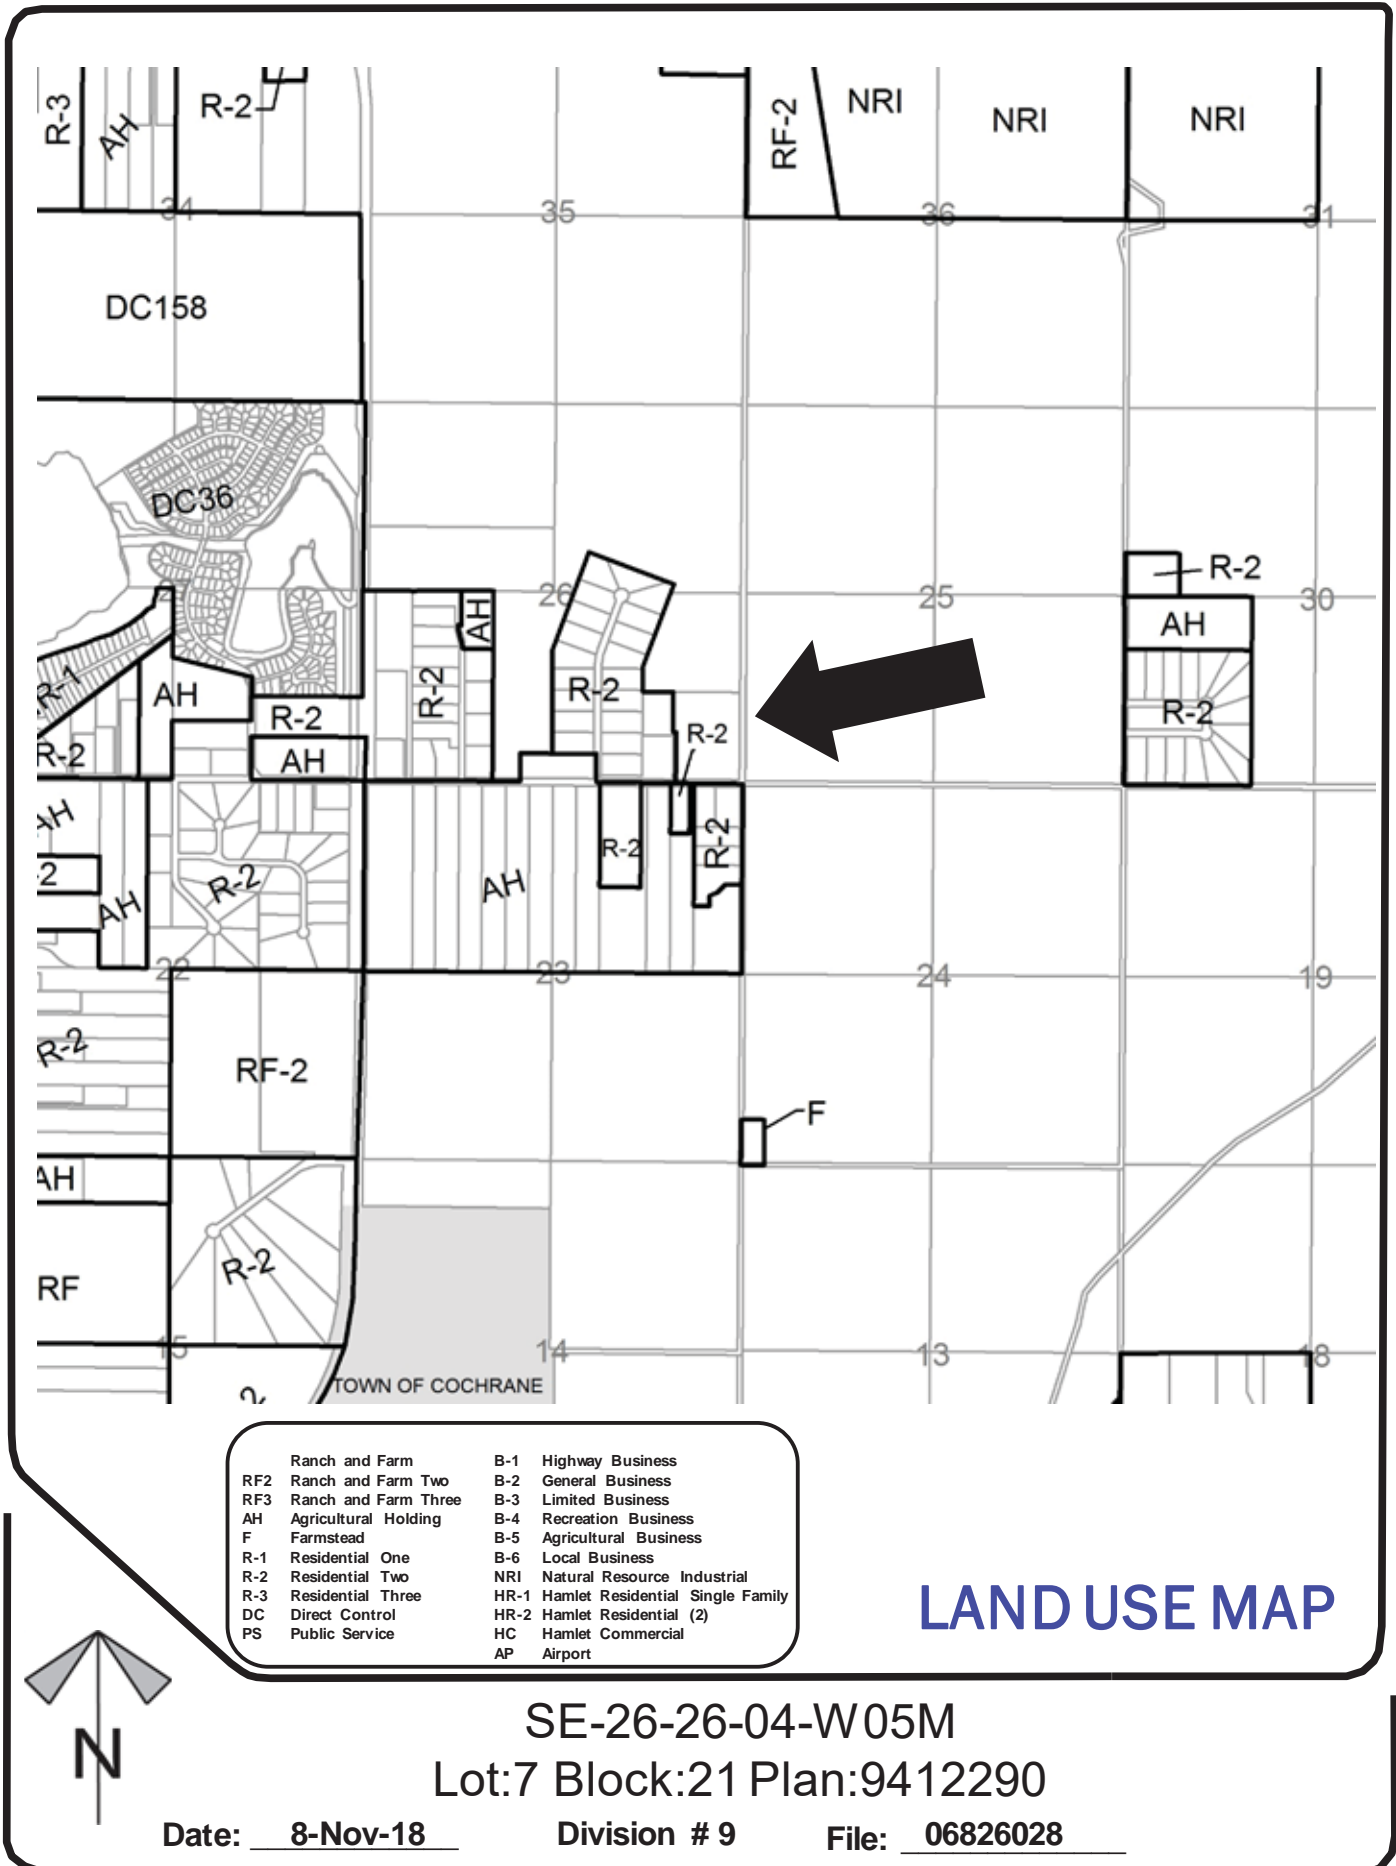 R-3
AH
R-2
RF-2
NRI
NRI
NRI
34
35
36
31
DC158
DC36
26
25
30
R-2
AH
R-2
AH
R-2
R-2
R-2
R-1
AH
R-2
AH
R-2
AH
R-2
AH
R-2
R-2
-2
AH
R-2
AH
22
23
24
19
R-2
RF-2
F
AH
R-2
RF
15
14
13
18
TOWN OF COCHRANE
2
Ranch and Farm
RF2 Ranch and Farm Two
RF3 Ranch and Farm Three
AH Agricultural Holding
F Farmstead
R-1 Residential One
R-2 Residential Two
R-3 Residential Three
DC Direct Control
PS Public Service
B-1 Highway Business
B-2 General Business
B-3 Limited Business
B-4 Recreation Business
B-5 Agricultural Business
B-6 Local Business
NRI Natural Resource Industrial
HR-1 Hamlet Residential Single Family
HR-2 Hamlet Residential (2)
HC Hamlet Commercial
AP Airport
LAND USE MAP
N
SE-26-26-04-W05M
Lot:7 Block:21 Plan:9412290
Date: 8-Nov-18 Division # 9 File: 06826028